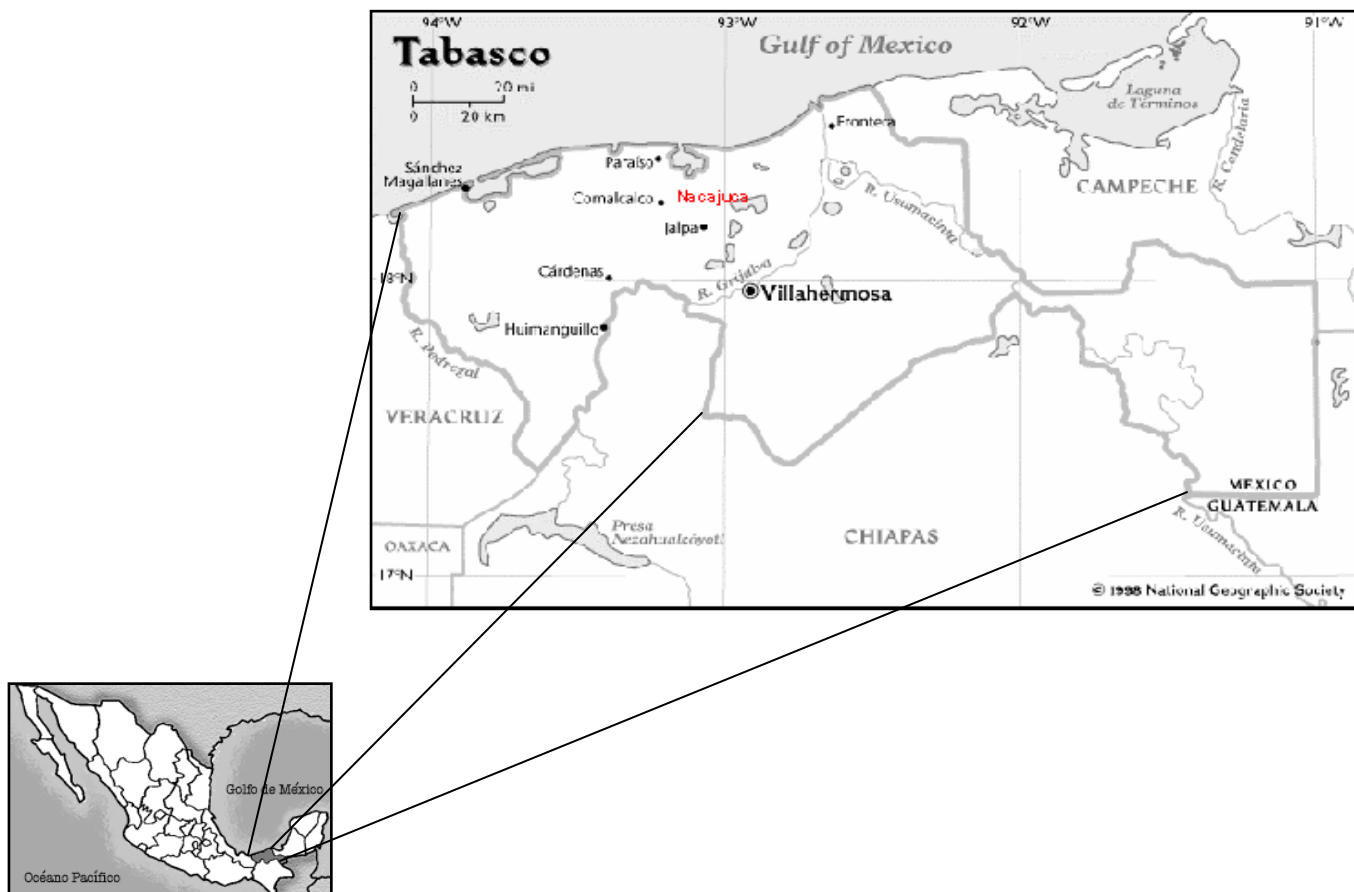 94°W
93°W
92°W
91°W
Tabasco
Gulf of Mexico
0
20 mi
0
20 km
Laguna
de Términos
Frontera
R. Candelaria
Sánchez
Magallanes
Paraíso
CAMPECHE
Comalcalco
Nacajuca
R. Usumacinta
Jalpa
Cárdenas
18°N
R. Grijalva
Villahermosa
Huimanguillo
R. Pedregal
VERACRUZ
MEXICO
GUATEMALA
R. Usumacinta
Presa
Nezahualcóyotl
CHIAPAS
OAXACA
17°N
© 1998 National Geographic Society
Golfo de México
Océano Pacífico